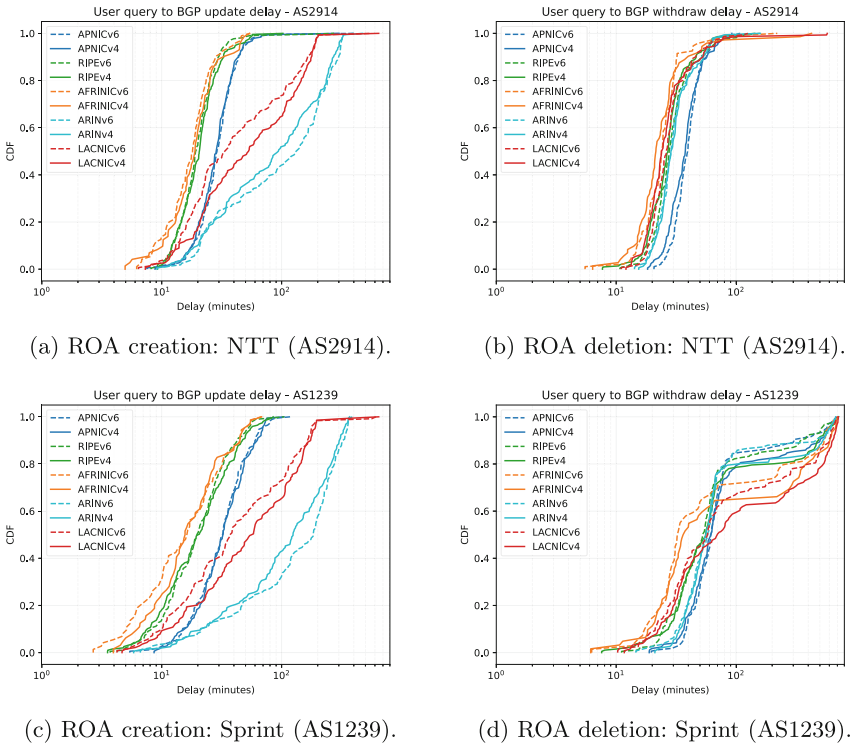 User query to BGP update delay - AS2914
1.0
0.8
0.6
0.4
0.2
0.0
CDF
APNICv6
APNICv4
RIPEv6
RIPEv4
AFRINICv6
AFRINICv4
ARINv6
ARINv4
LACNICv6
LACNICv4
10⁰
10¹
10²
Delay (minutes)
(a) ROA creation: NTT (AS2914).
User query to BGP withdraw delay - AS2914
1.0
0.8
0.6
0.4
0.2
0.0
CDF
APNICv6
APNICv4
RIPEv6
RIPEv4
AFRINICv6
AFRINICv4
ARINv6
ARINv4
LACNICv6
LACNICv4
10⁰
10¹
10²
Delay (minutes)
(b) ROA deletion: NTT (AS2914).
User query to BGP update delay - AS1239
1.0
0.8
0.6
0.4
0.2
0.0
CDF
APNICv6
APNICv4
RIPEv6
RIPEv4
AFRINICv6
AFRINICv4
ARINv6
ARINv4
LACNICv6
LACNICv4
10⁰
10¹
10²
Delay (minutes)
(c) ROA creation: Sprint (AS1239).
User query to BGP withdraw delay - AS1239
1.0
0.8
0.6
0.4
0.2
0.0
CDF
APNICv6
APNICv4
RIPEv6
RIPEv4
AFRINICv6
AFRINICv4
ARINv6
ARINv4
LACNICv6
LACNICv4
10⁰
10¹
10²
Delay (minutes)
(d) ROA deletion: Sprint (AS1239).